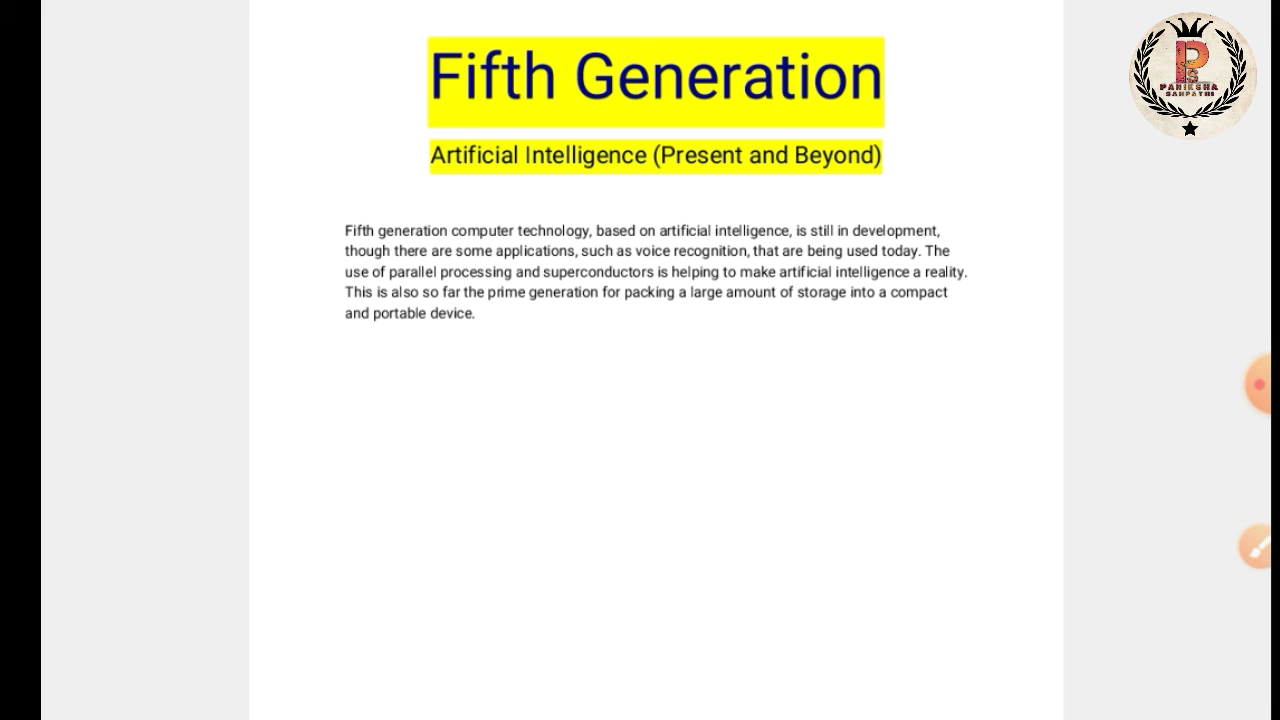 Fifth Generation
Artificial Intelligence (Present and Beyond)
Fifth generation computer technology, based on artificial intelligence, is still in development,
though there are some applications, such as voice recognition, that are being used today. The
use of parallel processing and superconductors is helping to make artificial intelligence a reality.
This is also so far the prime generation for packing a large amount of storage into a compact
and portable device.
PS
PARIKSHA
SANPATHI